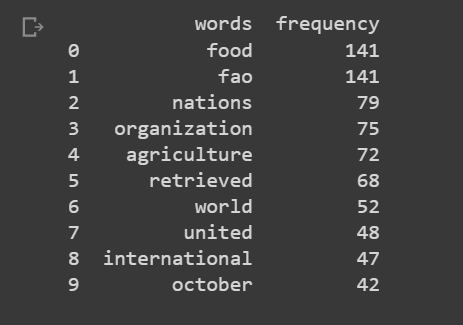 words frequency
0 food 141
1 fao 141
2 nations 79
3 organization 75
4 agriculture 72
5 retrieved 68
6 world 52
7 united 48
8 international 47
9 october 42